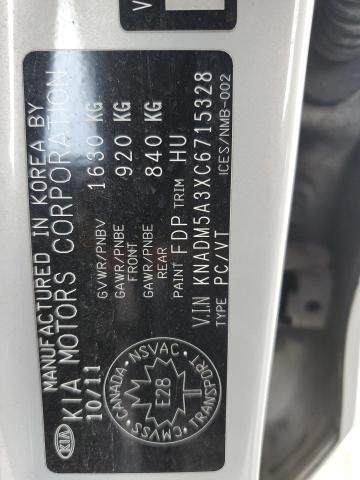 MANUFACTURED IN KOREA BY
KIA KIA MOTORS CORPORATION
10/11
GVWR/PNBV 1630 KG
GAWR/PNBE FRONT 920 KG
GAWR/PNBE REAR 840 KG
PAINT FDP TRIM HU
V.I.N KNADM5A3XC6715328
TYPE PC/VT ICES/NMB-002
CANADA · NSVAC · TRANSPORT · CMVSS
E28
V